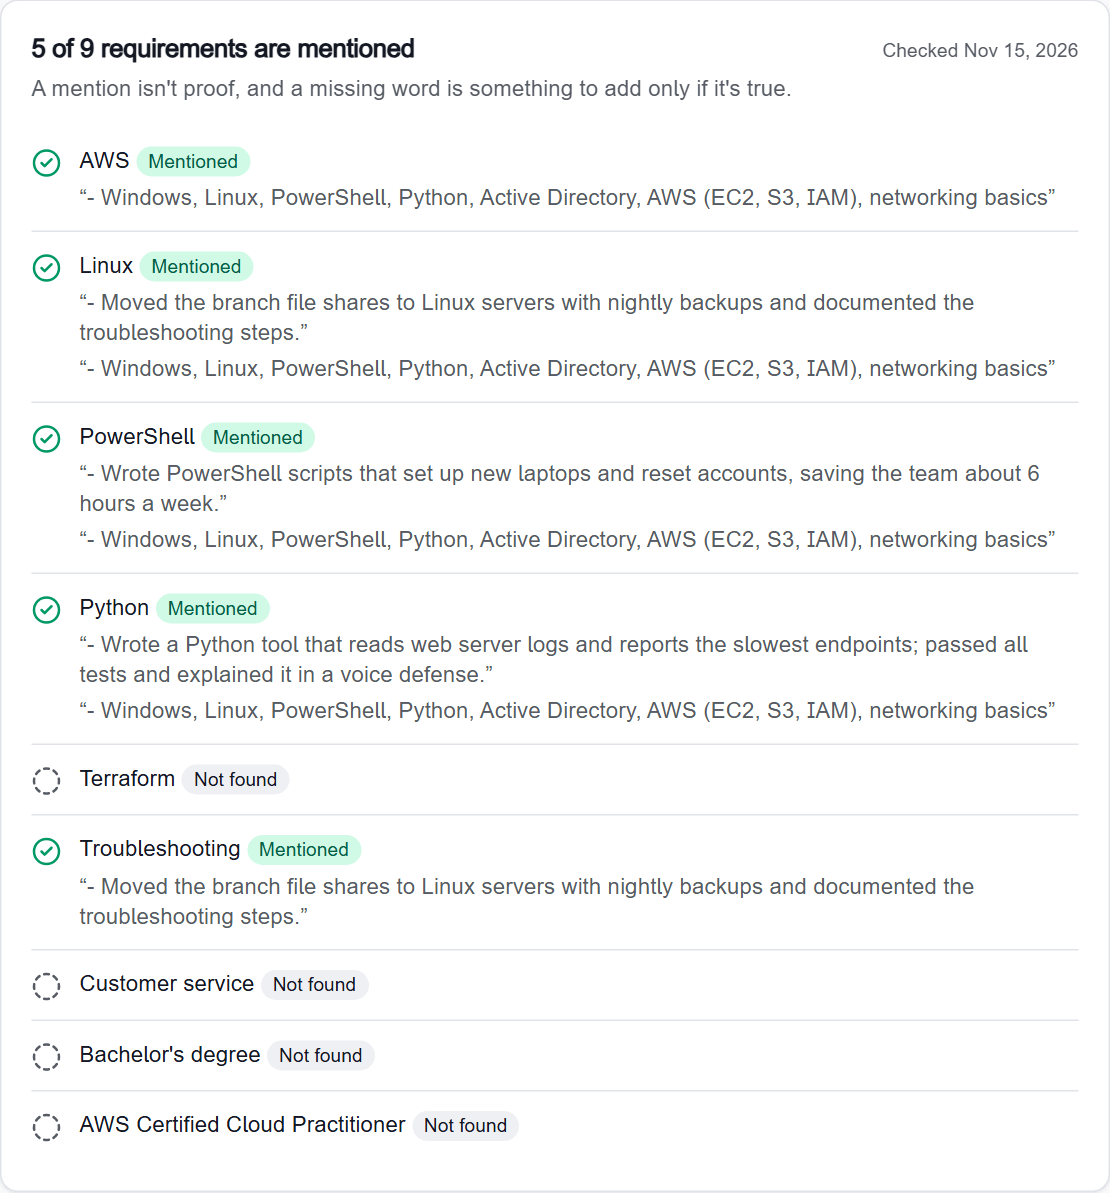 5 of 9 requirements are mentioned
Checked Nov 15, 2026
A mention isn't proof, and a missing word is something to add only if it's true.
AWS Mentioned
“- Windows, Linux, PowerShell, Python, Active Directory, AWS (EC2, S3, IAM), networking basics”
Linux Mentioned
“- Moved the branch file shares to Linux servers with nightly backups and documented the
troubleshooting steps.”
“- Windows, Linux, PowerShell, Python, Active Directory, AWS (EC2, S3, IAM), networking basics”
PowerShell Mentioned
“- Wrote PowerShell scripts that set up new laptops and reset accounts, saving the team about 6
hours a week.”
“- Windows, Linux, PowerShell, Python, Active Directory, AWS (EC2, S3, IAM), networking basics”
Python Mentioned
“- Wrote a Python tool that reads web server logs and reports the slowest endpoints; passed all
tests and explained it in a voice defense.”
“- Windows, Linux, PowerShell, Python, Active Directory, AWS (EC2, S3, IAM), networking basics”
Terraform Not found
Troubleshooting Mentioned
“- Moved the branch file shares to Linux servers with nightly backups and documented the
troubleshooting steps.”
Customer service Not found
Bachelor's degree Not found
AWS Certified Cloud Practitioner Not found